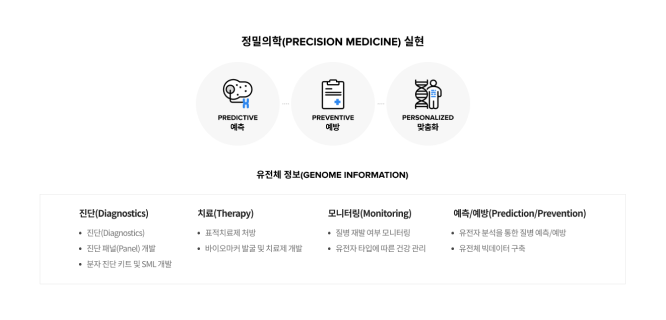 정밀의학(PRECISION MEDICINE) 실현
PREDICTIVE
예측
PREVENTIVE
예방
PERSONALIZED
맞춤화
유전체 정보(GENOME INFORMATION)
진단(Diagnostics)
• 진단(Diagnostics)
• 진단 패널(Panel) 개발
• 분자 진단 키트 및 SML 개발
치료(Therapy)
• 표적치료제 처방
• 바이오마커 발굴 및 치료제 개발
모니터링(Monitoring)
• 질병 재발 여부 모니터링
• 유전자 타입에 따른 건강 관리
예측/예방(Prediction/Prevention)
• 유전자 분석을 통한 질병 예측/예방
• 유전체 빅데이터 구축